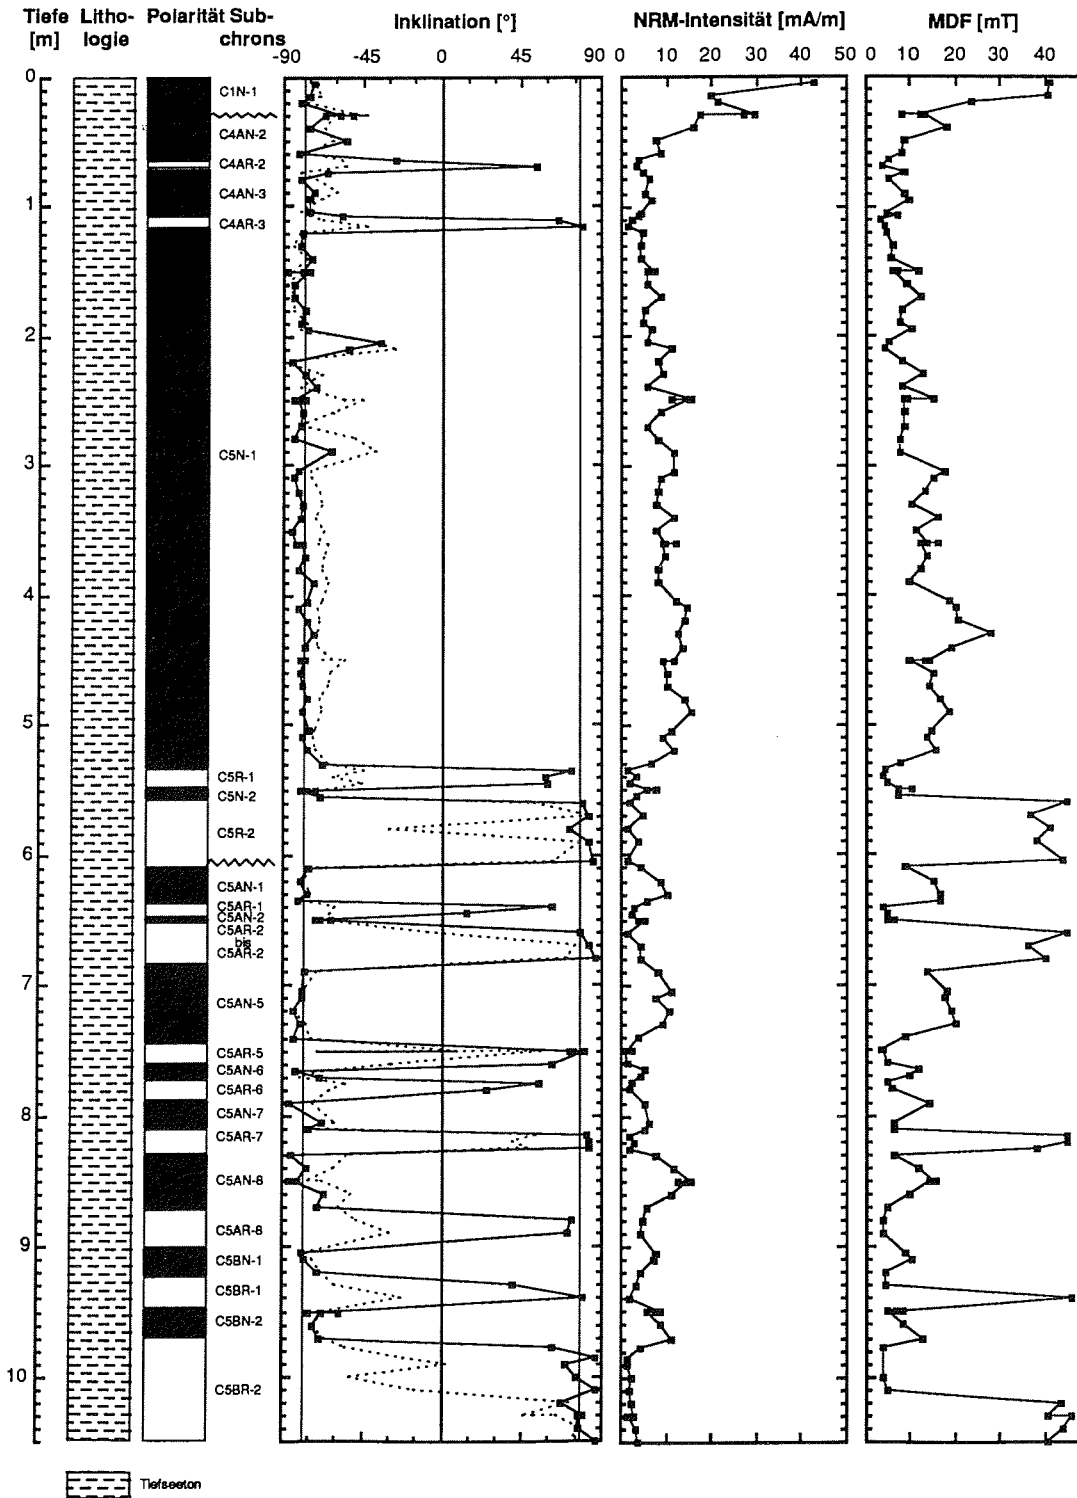 Tiefe Litho- Polarität Sub- Inklination [°] NRM-Intensität [mA/m] MDF [mT]
[m] logie chrons
-90 -45 0 45 90 0 10 20 30 40 50 0 10 20 30 40
0
C1N-1
C4AN-2
C4AR-2
C4AN-3
1
C4AR-3
2
C5N-1
3
4
5
C5R-1
C5N-2
C5R-2
6
C5AN-1
C5AR-1
C5AN-2
C5AR-2
bis
C5AR-2
7
C5AN-5
C5AR-5
C5AN-6
C5AR-6
C5AN-7
8
C5AR-7
C5AN-8
C5AR-8
9
C5BN-1
C5BR-1
C5BN-2
10
C5BR-2
Tiefseeton